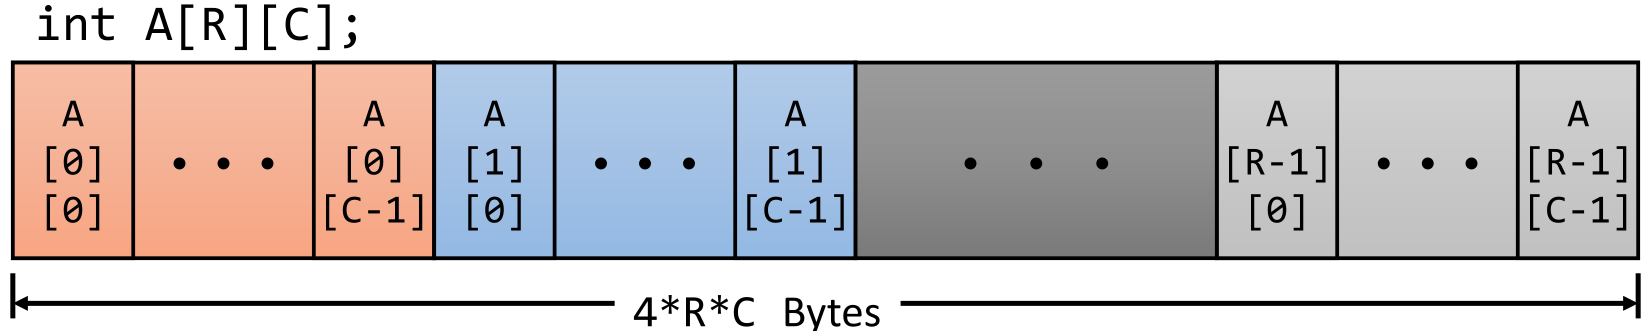 int A[R][C];
A
[0]
[0]
• • •
A
[0]
[C-1]
A
[1]
[0]
• • •
A
[1]
[C-1]
• • •
A
[R-1]
[0]
• • •
A
[R-1]
[C-1]
4*R*C Bytes